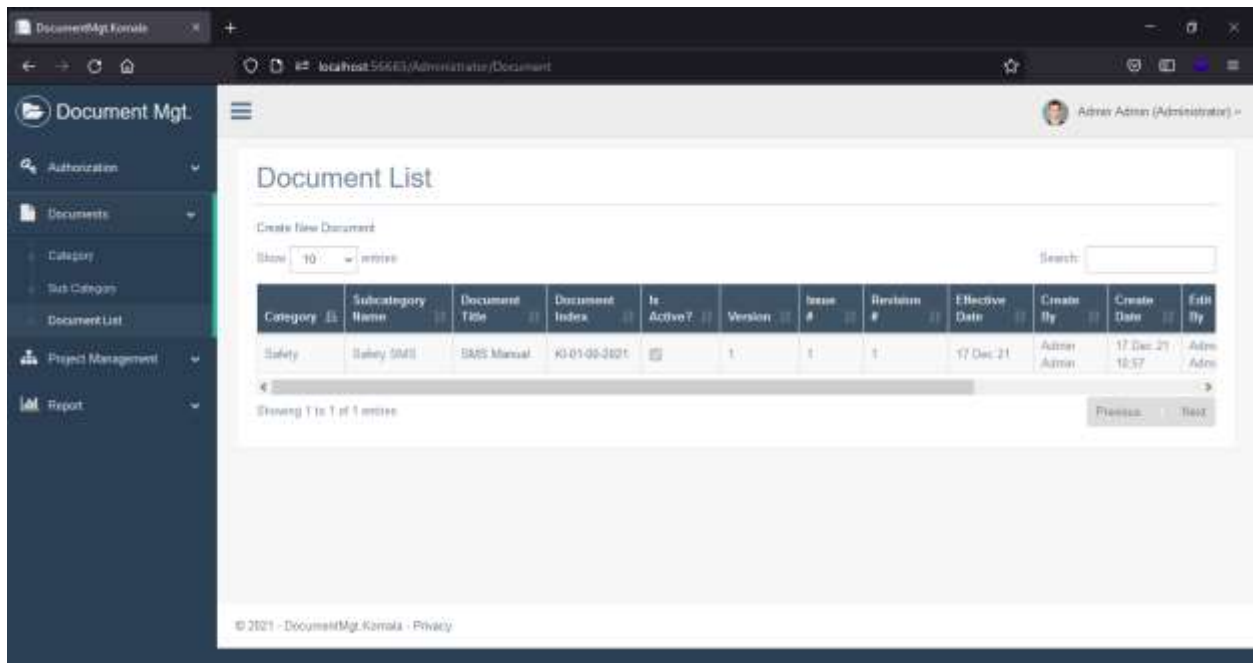 DocumentMgt.Komala
localhost:56663/Administrator/Document
Document Mgt.
Admin Admin (Administrator)
Authorization
Documents
Category
Sub Category
Document List
Project Management
Report
Document List
Create New Document
Show 10 entries
Search:
Category Subcategory Name Document Title Document Index Is Active? Version Issue # Revision # Effective Date Create By Create Date Edit By
Safety Safety SMS SMS Manual KI-01-00-2021 1 1 1 17 Dec 21 Admin Admin 17 Dec 21
Showing 1 to 1 of 1 entries
Previous 1 Next
© 2021 - DocumentMgt.Komala - Privacy